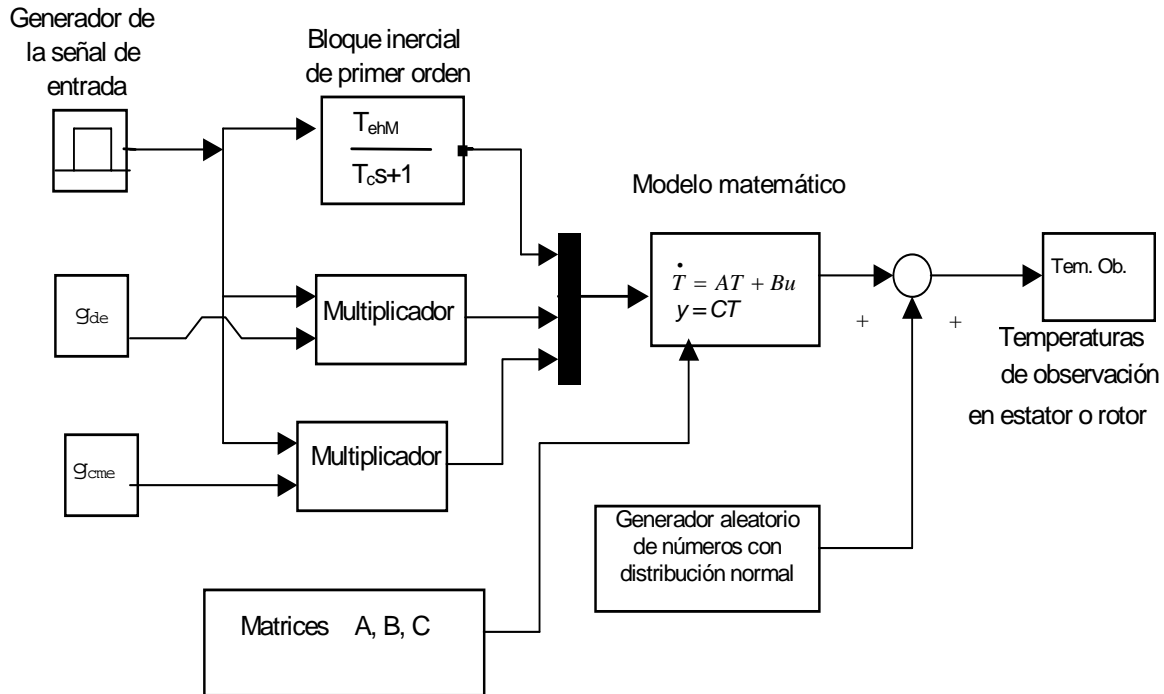 Generador de
la señal de
entrada
Bloque inercial
de primer orden
T_ehM
T_cs+1
Modelo matemático
Ṫ = AT + Bu
y = CT
Tem. Ob.
g_de
Multiplicador
+
+
Temperaturas
de observación
en estator o rotor
g_cme
Multiplicador
Generador aleatorio
de números con
distribución normal
Matrices A, B, C